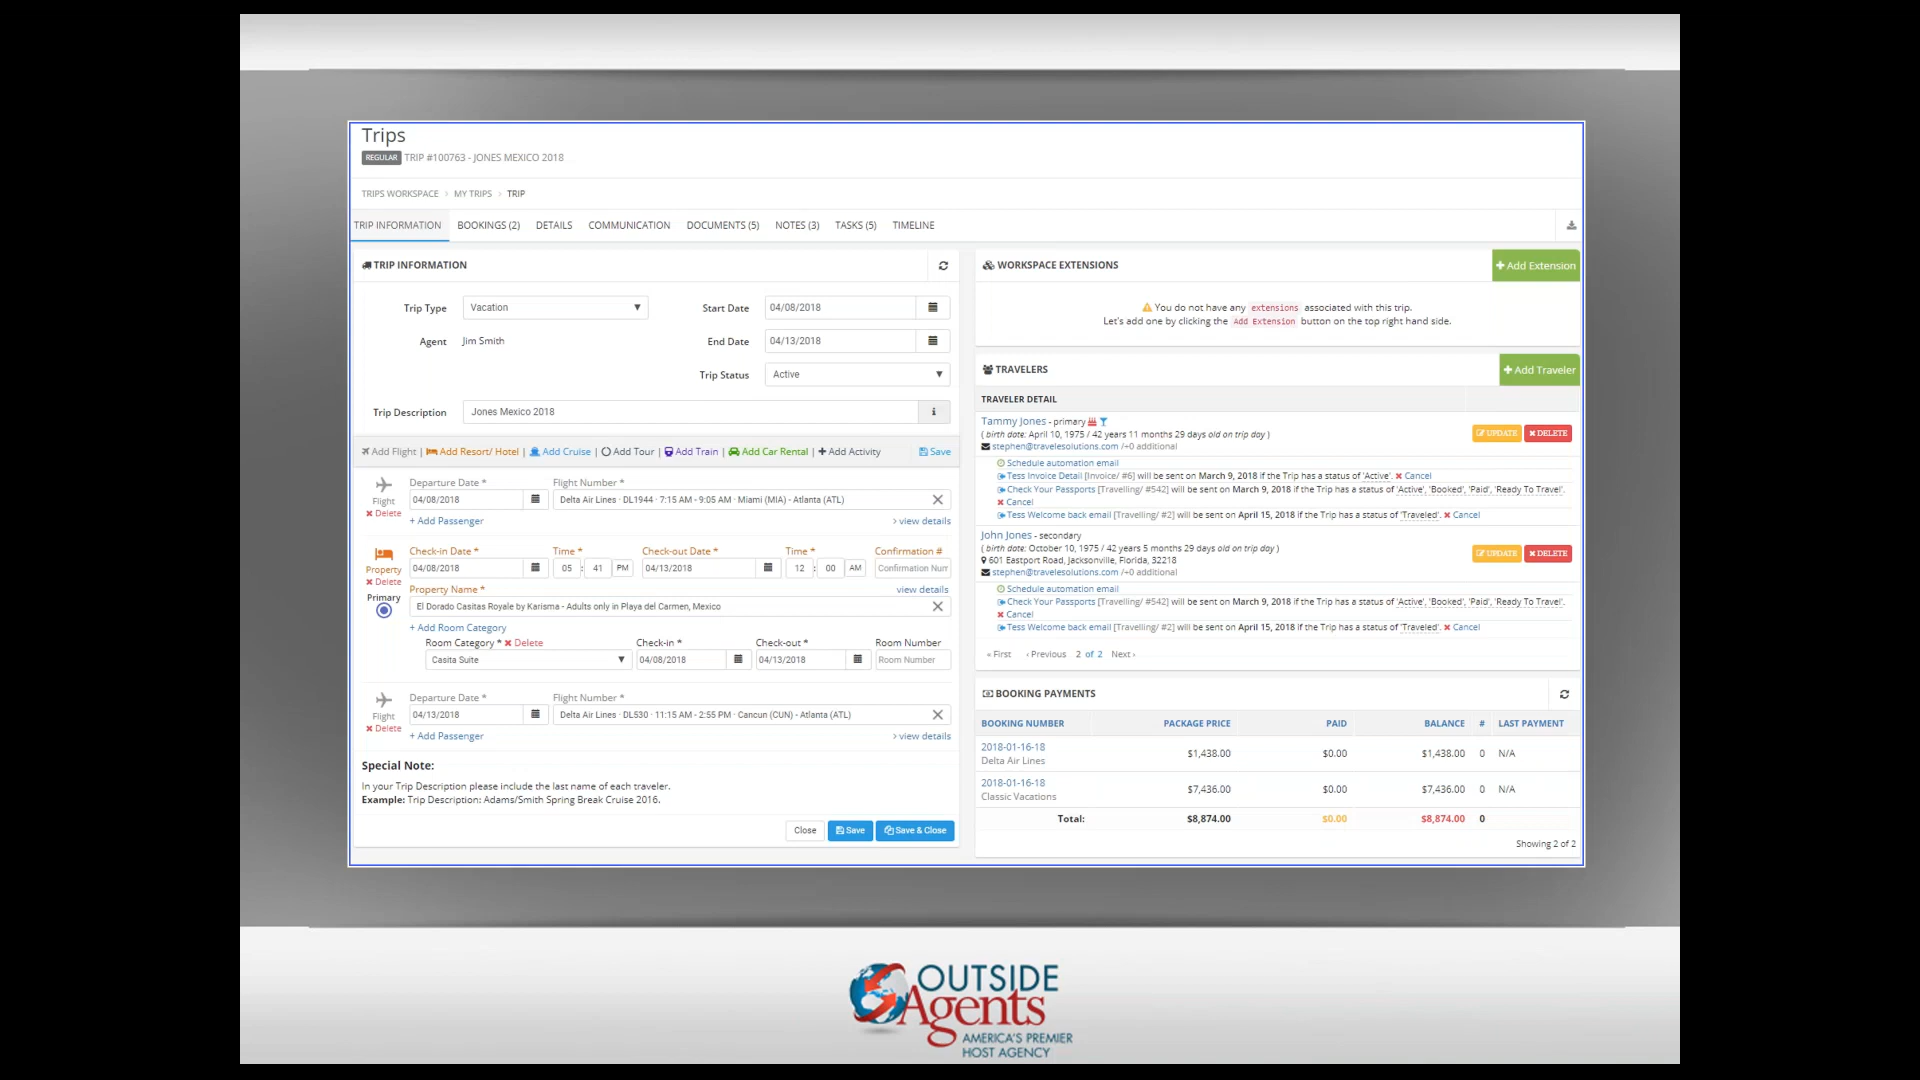 Trips
REGULAR TRIP #100763 - JONES MEXICO 2018
TRIPS WORKSPACE > MY TRIPS > TRIP
TRIP INFORMATION BOOKINGS (2) DETAILS COMMUNICATION DOCUMENTS (5) NOTES (3) TASKS (5) TIMELINE
TRIP INFORMATION
Trip Type Vacation Start Date 04/08/2018
Agent Jim Smith End Date 04/13/2018
Trip Status Active
Trip Description Jones Mexico 2018
Add Flight | Add Resort/ Hotel | Add Cruise | Add Tour | Add Train | Add Car Rental | + Add Activity Save
Departure Date * Flight Number *
Flight 04/08/2018 Delta Air Lines · DL1944 · 7:15 AM - 9:05 AM · Miami (MIA) - Atlanta (ATL)
Delete + Add Passenger > view details
Check-in Date * Time * Check-out Date * Time * Confirmation #
Property 04/08/2018 05 : 41 PM 04/13/2018 12 : 00 AM Confirmation Num
Delete Property Name * view details
Primary El Dorado Casitas Royale by Karisma - Adults only in Playa del Carmen, Mexico
+ Add Room Category
Room Category * Delete Check-in * Check-out * Room Number
Casita Suite 04/08/2018 04/13/2018 Room Number
Departure Date * Flight Number *
Flight 04/13/2018 Delta Air Lines · DL530 · 11:15 AM - 2:55 PM · Cancun (CUN) - Atlanta (ATL)
Delete + Add Passenger > view details
Special Note:
In your Trip Description please include the last name of each traveler.
Example: Trip Description: Adams/Smith Spring Break Cruise 2016.
Close Save Save & Close
WORKSPACE EXTENSIONS + Add Extension
You do not have any extensions associated with this trip.
Let's add one by clicking the Add Extension button on the top right hand side.
TRAVELERS + Add Traveler
TRAVELER DETAIL
Tammy Jones - primary
( birth date: April 10, 1975 / 42 years 11 months 29 days old on trip day )
stephen@travelesolutions.com /+0 additional
UPDATE DELETE
Schedule automation email
Tess Invoice Detail [Invoice/ #6] will be sent on March 9, 2018 if the Trip has a status of 'Active'. Cancel
Check Your Passports [Travelling/ #542] will be sent on March 9, 2018 if the Trip has a status of 'Active', 'Booked', 'Paid', 'Ready To Travel'.
Cancel
Tess Welcome back email [Travelling/ #2] will be sent on April 15, 2018 if the Trip has a status of 'Traveled'. Cancel
John Jones - secondary
( birth date: October 10, 1975 / 42 years 5 months 29 days old on trip day )
601 Eastport Road, Jacksonville, Florida, 32218
stephen@travelesolutions.com /+0 additional
UPDATE DELETE
Schedule automation email
Check Your Passports [Travelling/ #542] will be sent on March 9, 2018 if the Trip has a status of 'Active', 'Booked', 'Paid', 'Ready To Travel'.
Cancel
Tess Welcome back email [Travelling/ #2] will be sent on April 15, 2018 if the Trip has a status of 'Traveled'. Cancel
« First ‹ Previous 2 of 2 Next ›
BOOKING PAYMENTS
BOOKING NUMBER PACKAGE PRICE PAID BALANCE # LAST PAYMENT
2018-01-16-18 $1,438.00 $0.00 $1,438.00 0 N/A
Delta Air Lines
2018-01-16-18 $7,436.00 $0.00 $7,436.00 0 N/A
Classic Vacations
Total: $8,874.00 $0.00 $8,874.00 0
Showing 2 of 2
OUTSIDE
Agents
AMERICA'S PREMIER
HOST AGENCY